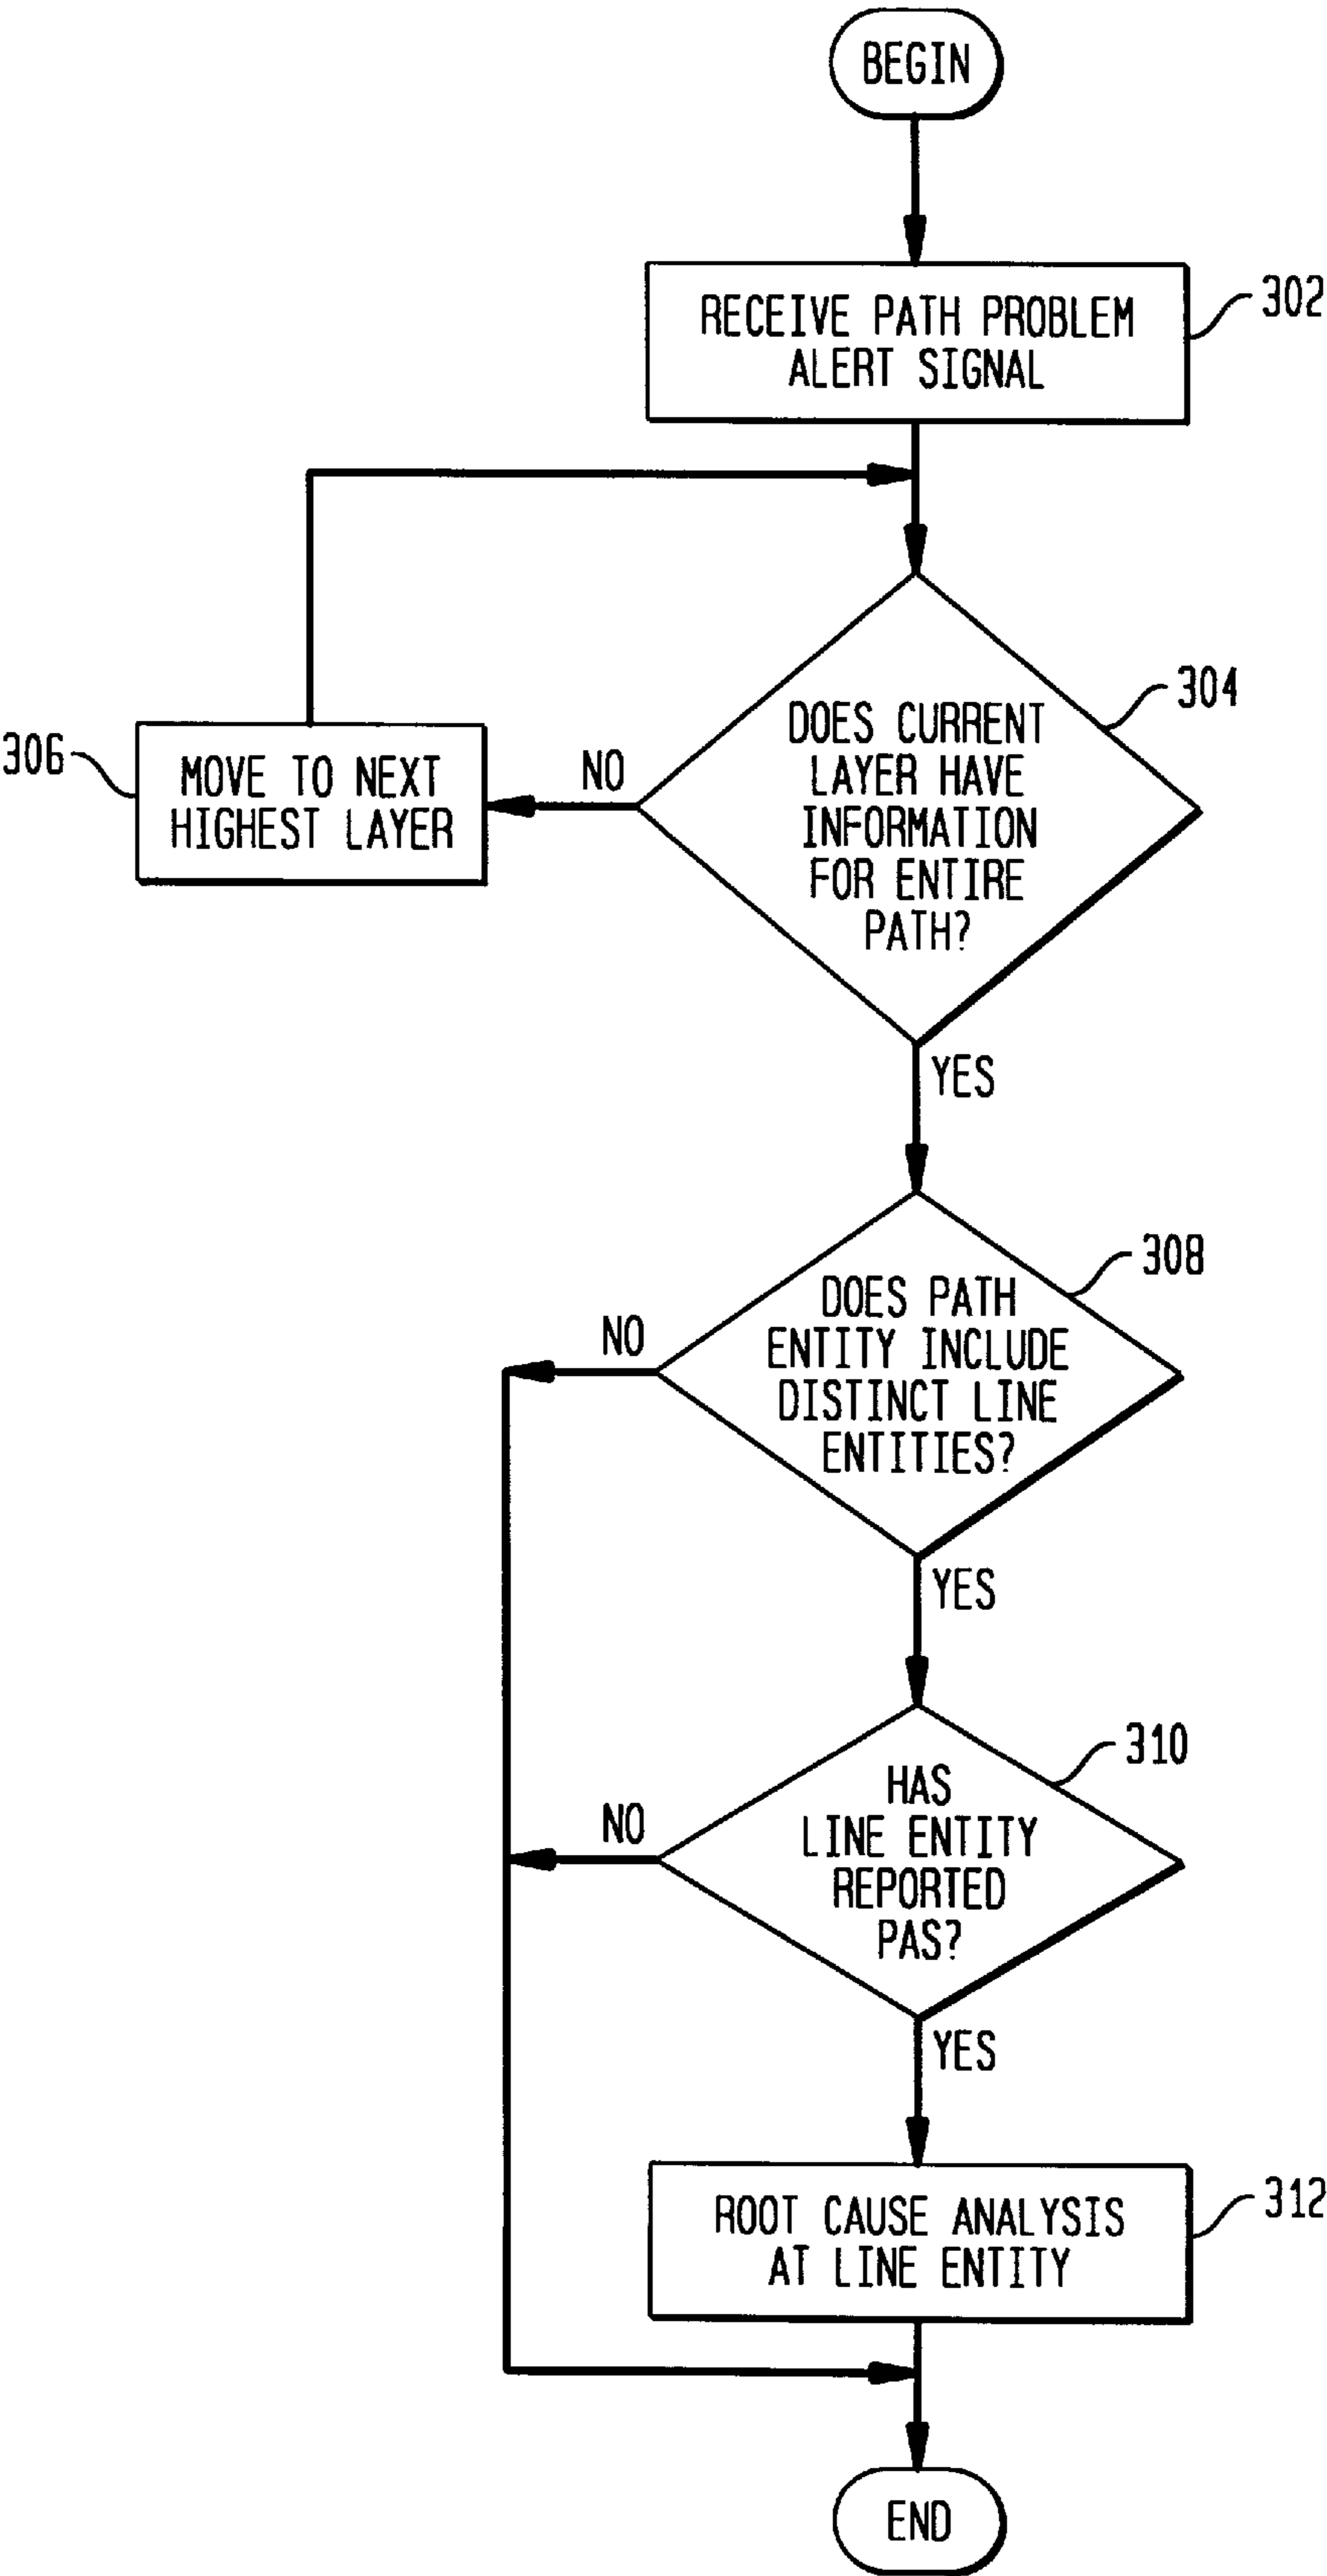 BEGIN
RECEIVE PATH PROBLEM
ALERT SIGNAL
302
DOES CURRENT
LAYER HAVE
INFORMATION
FOR ENTIRE
PATH?
304
NO
306
MOVE TO NEXT
HIGHEST LAYER
YES
DOES PATH
ENTITY INCLUDE
DISTINCT LINE
ENTITIES?
308
NO
YES
HAS
LINE ENTITY
REPORTED
PAS?
310
NO
YES
ROOT CAUSE ANALYSIS
AT LINE ENTITY
312
END